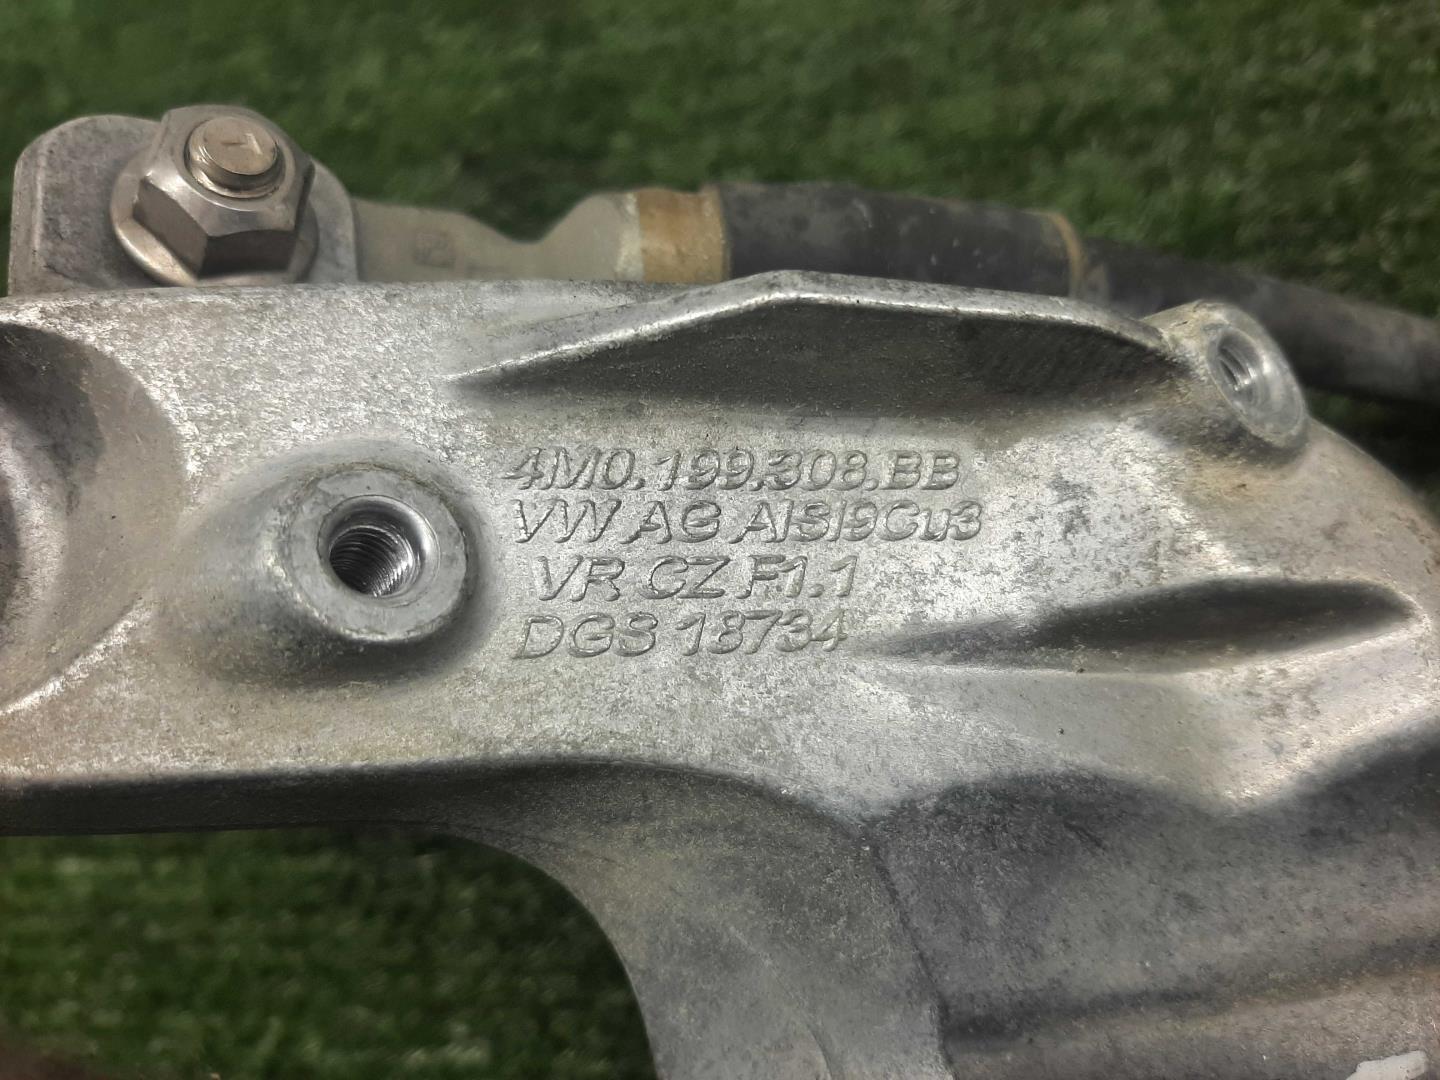 4M0.199.308.BB
VW AG AlSi9Cu3
VR CZ F1.1
DGS 18734